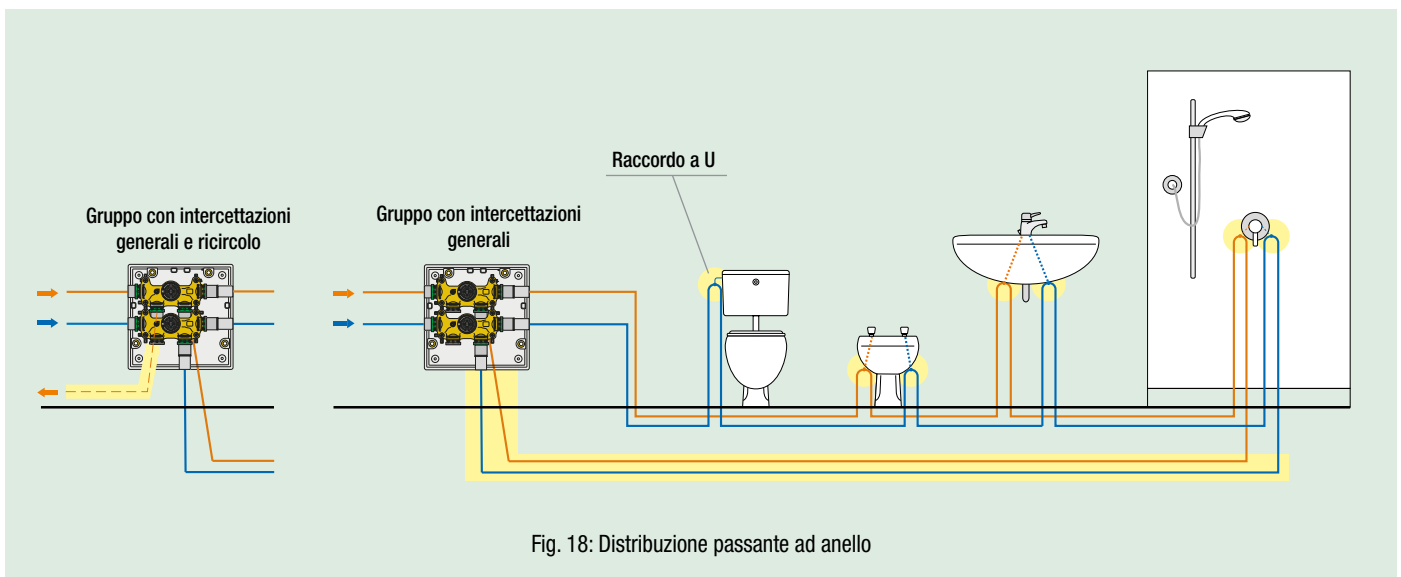 Raccordo a U
Gruppo con intercettazioni
generali e ricircolo
Gruppo con intercettazioni
generali
Fig. 18: Distribuzione passante ad anello